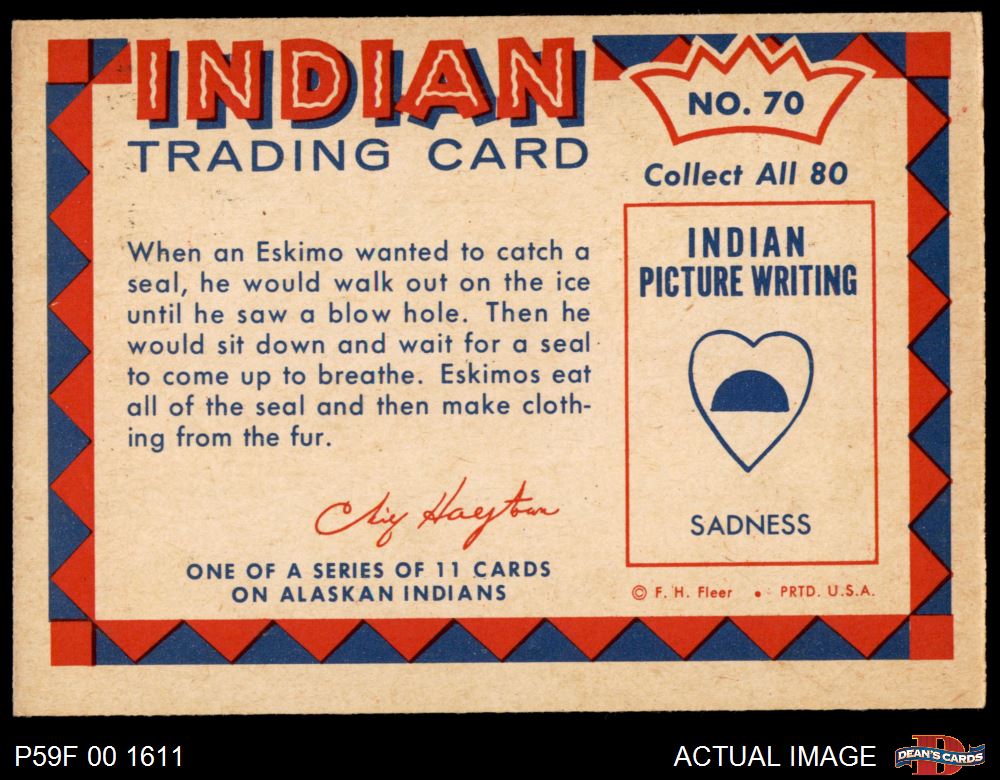 INDIAN
TRADING CARD
NO. 70
Collect All 80
When an Eskimo wanted to catch a
seal, he would walk out on the ice
until he saw a blow hole. Then he
would sit down and wait for a seal
to come up to breathe. Eskimos eat
all of the seal and then make cloth-
ing from the fur.
Chief Hagstrom
ONE OF A SERIES OF 11 CARDS
ON ALASKAN INDIANS
INDIAN
PICTURE WRITING
SADNESS
© F. H. Fleer • PRTD. U.S.A.
P59F 00 1611
ACTUAL IMAGE
DEAN'S CARDS